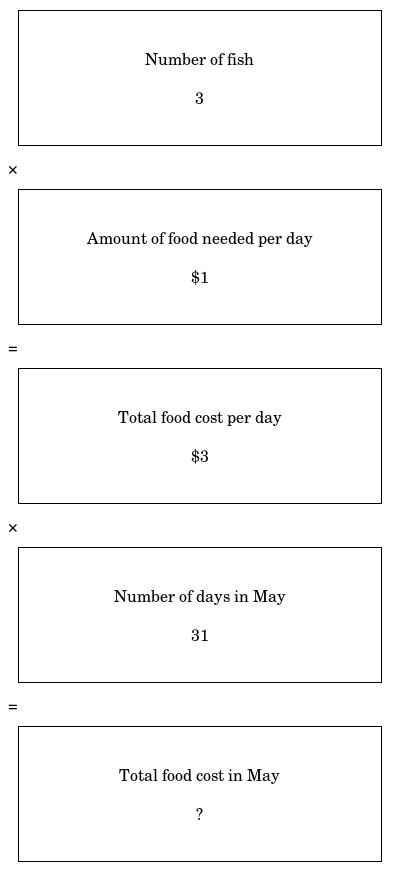 Number of fish
3
×
Amount of food needed per day
$1
=
Total food cost per day
$3
×
Number of days in May
31
=
Total food cost in May
?